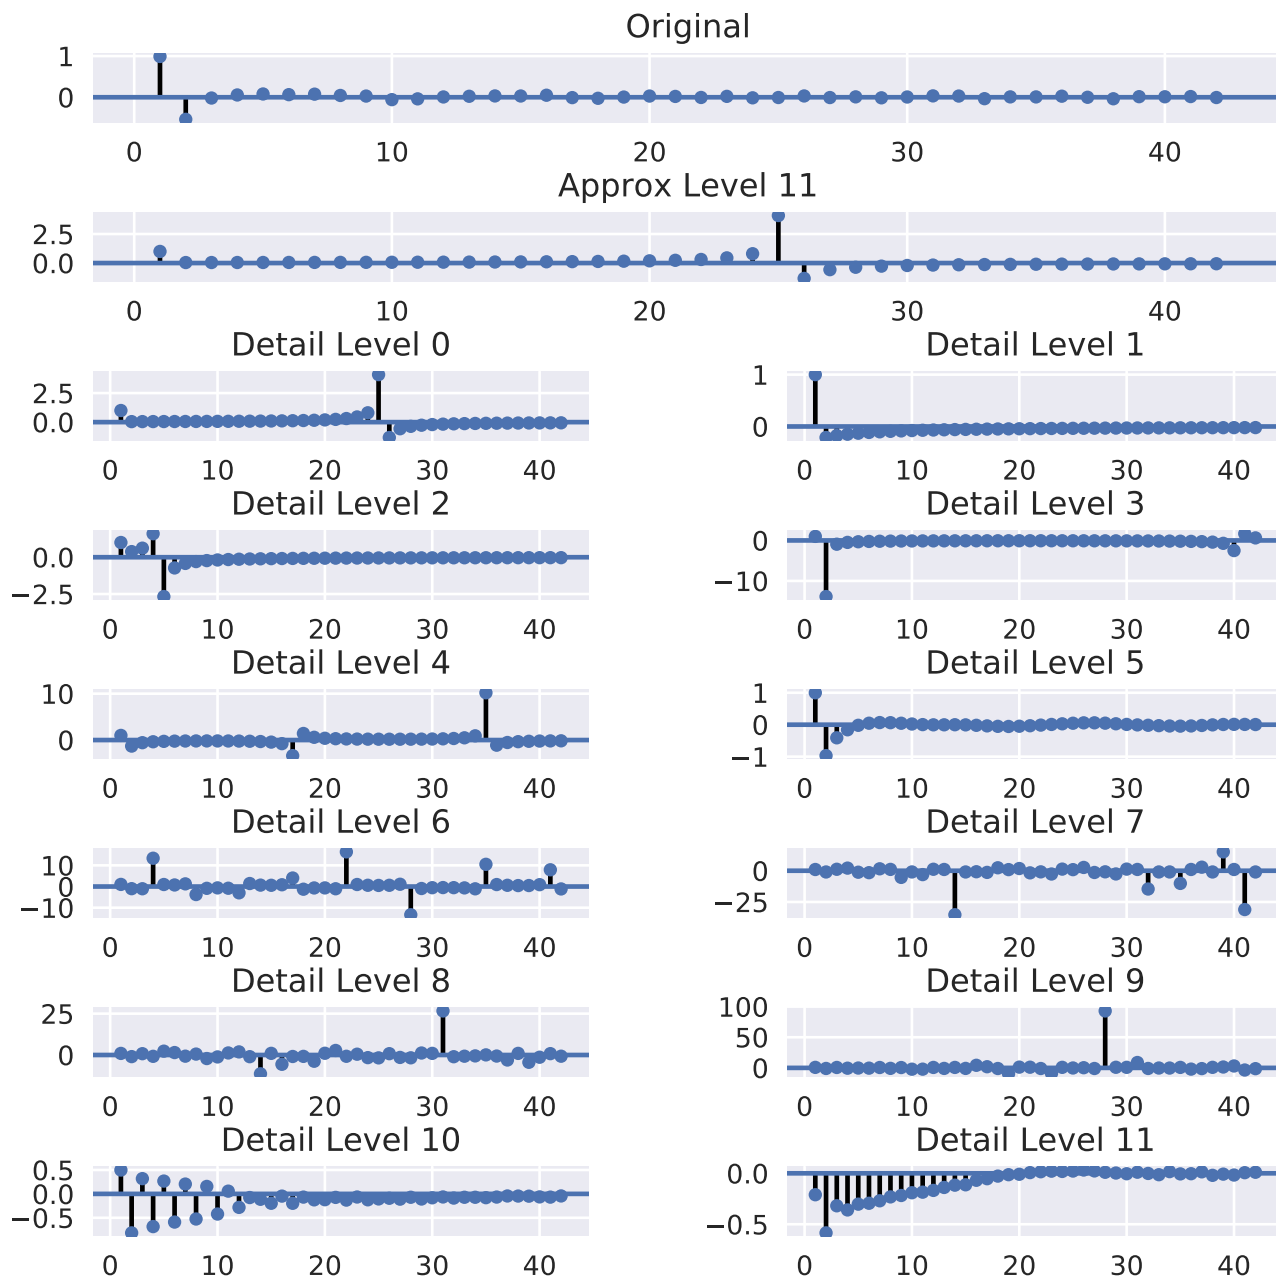 Original
1
0
0 10 20 30 40
Approx Level 11
2.5
0.0
0 10 20 30 40
Detail Level 0 Detail Level 1
2.5 1
0.0 0
0 10 20 30 40 0 10 20 30 40
Detail Level 2 Detail Level 3
0.0 0
−2.5 −10
0 10 20 30 40 0 10 20 30 40
Detail Level 4 Detail Level 5
10 1
0 0
−1
0 10 20 30 40 0 10 20 30 40
Detail Level 6 Detail Level 7
10 0
0 −25
−10
0 10 20 30 40 0 10 20 30 40
Detail Level 8 Detail Level 9
25 100
0 50
0
0 10 20 30 40 0 10 20 30 40
Detail Level 10 Detail Level 11
0.5 0.0
0.0 −0.5
−0.5
0 10 20 30 40 0 10 20 30 40